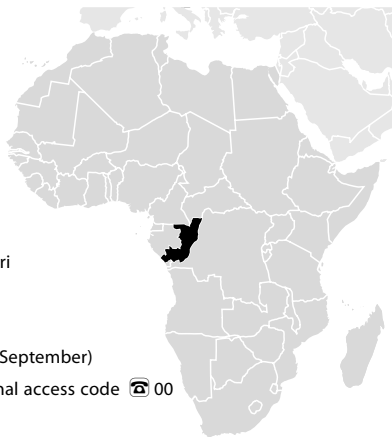 ri
September)
nal access code ☎ 00